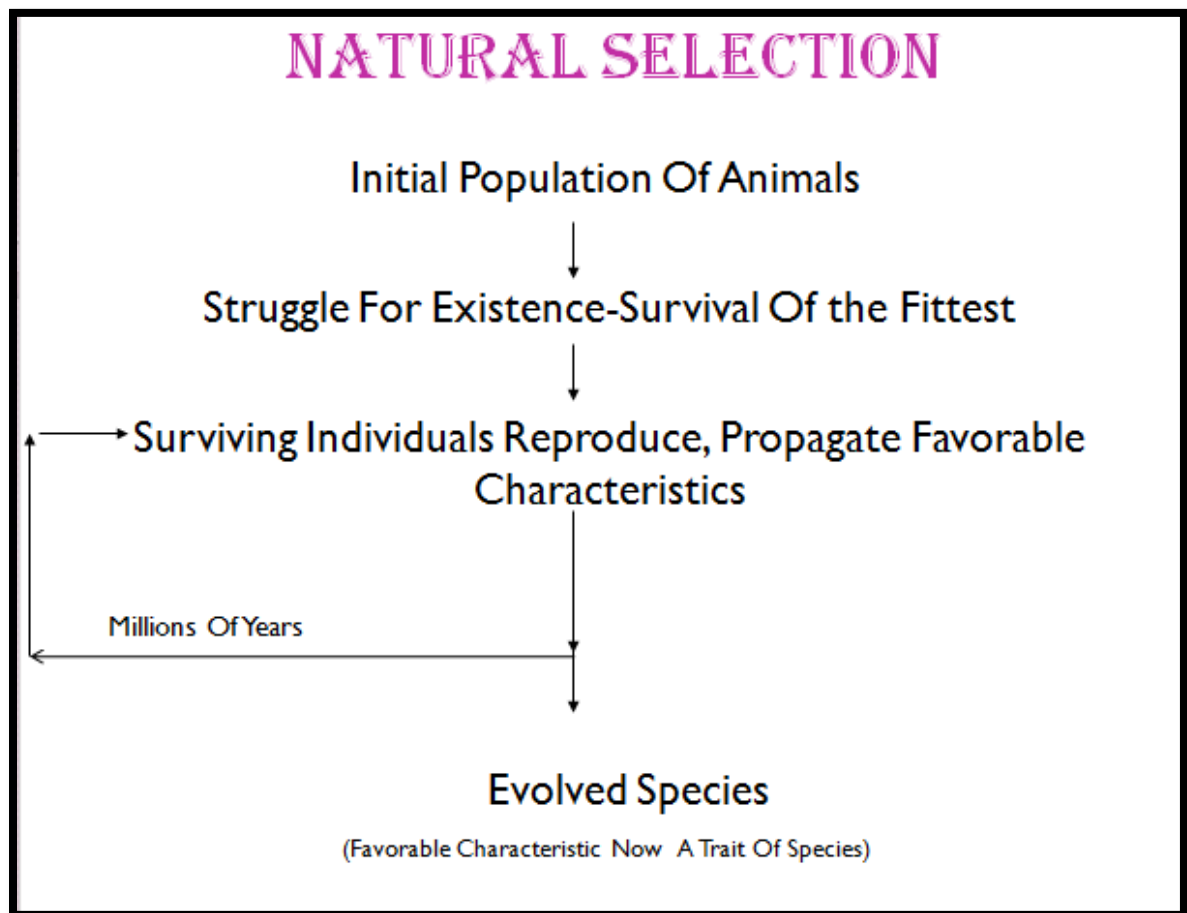 NATURAL SELECTION
Initial Population Of Animals
Struggle For Existence-Survival Of the Fittest
Surviving Individuals Reproduce, Propagate Favorable
Characteristics
Millions Of Years
Evolved Species
(Favorable Characteristic Now A Trait Of Species)